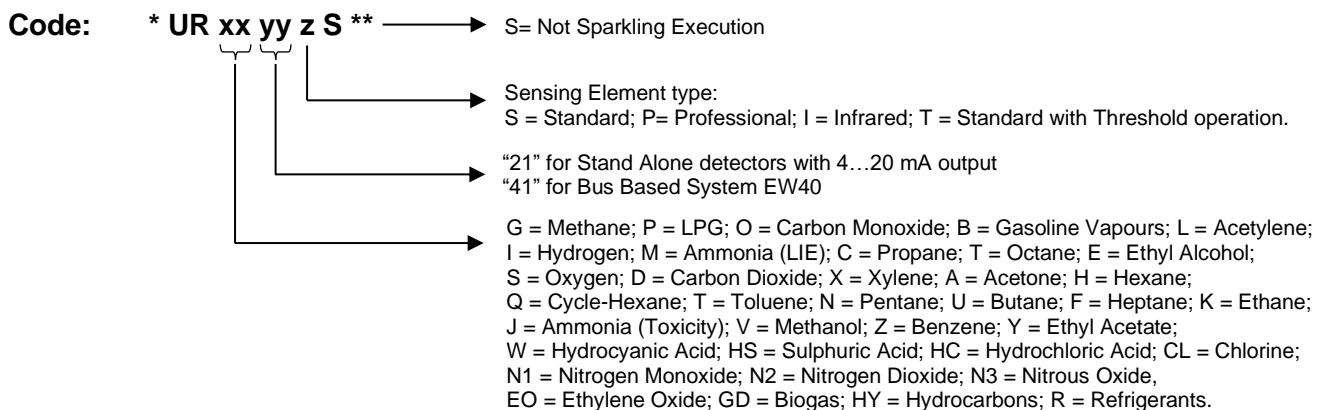 Code: * UR xx yy z S **
S= Not Sparkling Execution
Sensing Element type:
S = Standard; P= Professional; I = Infrared; T = Standard with Threshold operation.
“21” for Stand Alone detectors with 4…20 mA output
“41” for Bus Based System EW40
G = Methane; P = LPG; O = Carbon Monoxide; B = Gasoline Vapours; L = Acetylene;
I = Hydrogen; M = Ammonia (LIE); C = Propane; T = Octane; E = Ethyl Alcohol;
S = Oxygen; D = Carbon Dioxide; X = Xylene; A = Acetone; H = Hexane;
Q = Cycle-Hexane; T = Toluene; N = Pentane; U = Butane; F = Heptane; K = Ethane;
J = Ammonia (Toxicity); V = Methanol; Z = Benzene; Y = Ethyl Acetate;
W = Hydrocyanic Acid; HS = Sulphuric Acid; HC = Hydrochloric Acid; CL = Chlorine;
N1 = Nitrogen Monoxide; N2 = Nitrogen Dioxide; N3 = Nitrous Oxide,
EO = Ethylene Oxide; GD = Biogas; HY = Hydrocarbons; R = Refrigerants.